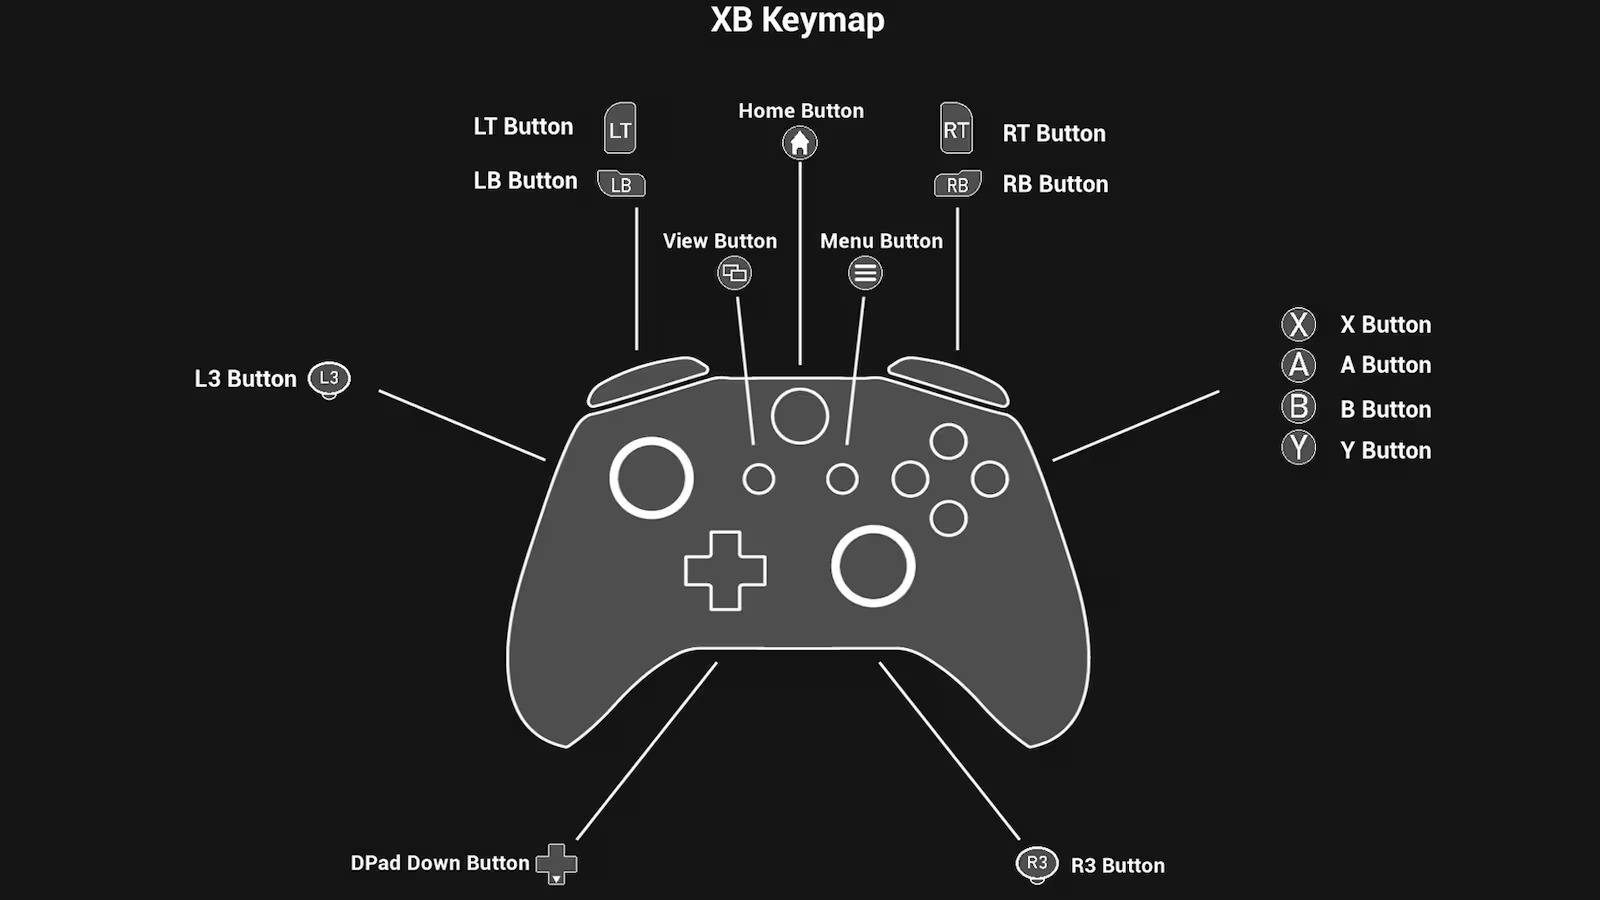 XB Keymap
LT Button LT
Home Button
RT RT Button
LB Button LB
RB RB Button
View Button
Menu Button
X X Button
A A Button
L3 Button L3
B B Button
Y Y Button
DPad Down Button
R3 R3 Button